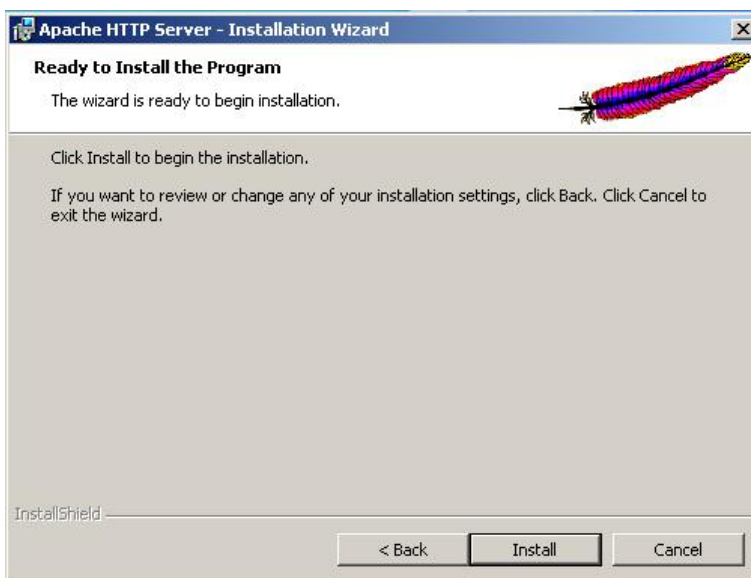 Apache HTTP Server - Installation Wizard
Ready to Install the Program
The wizard is ready to begin installation.
Click Install to begin the installation.
If you want to review or change any of your installation settings, click Back. Click Cancel to
exit the wizard.
InstallShield
< Back Install Cancel